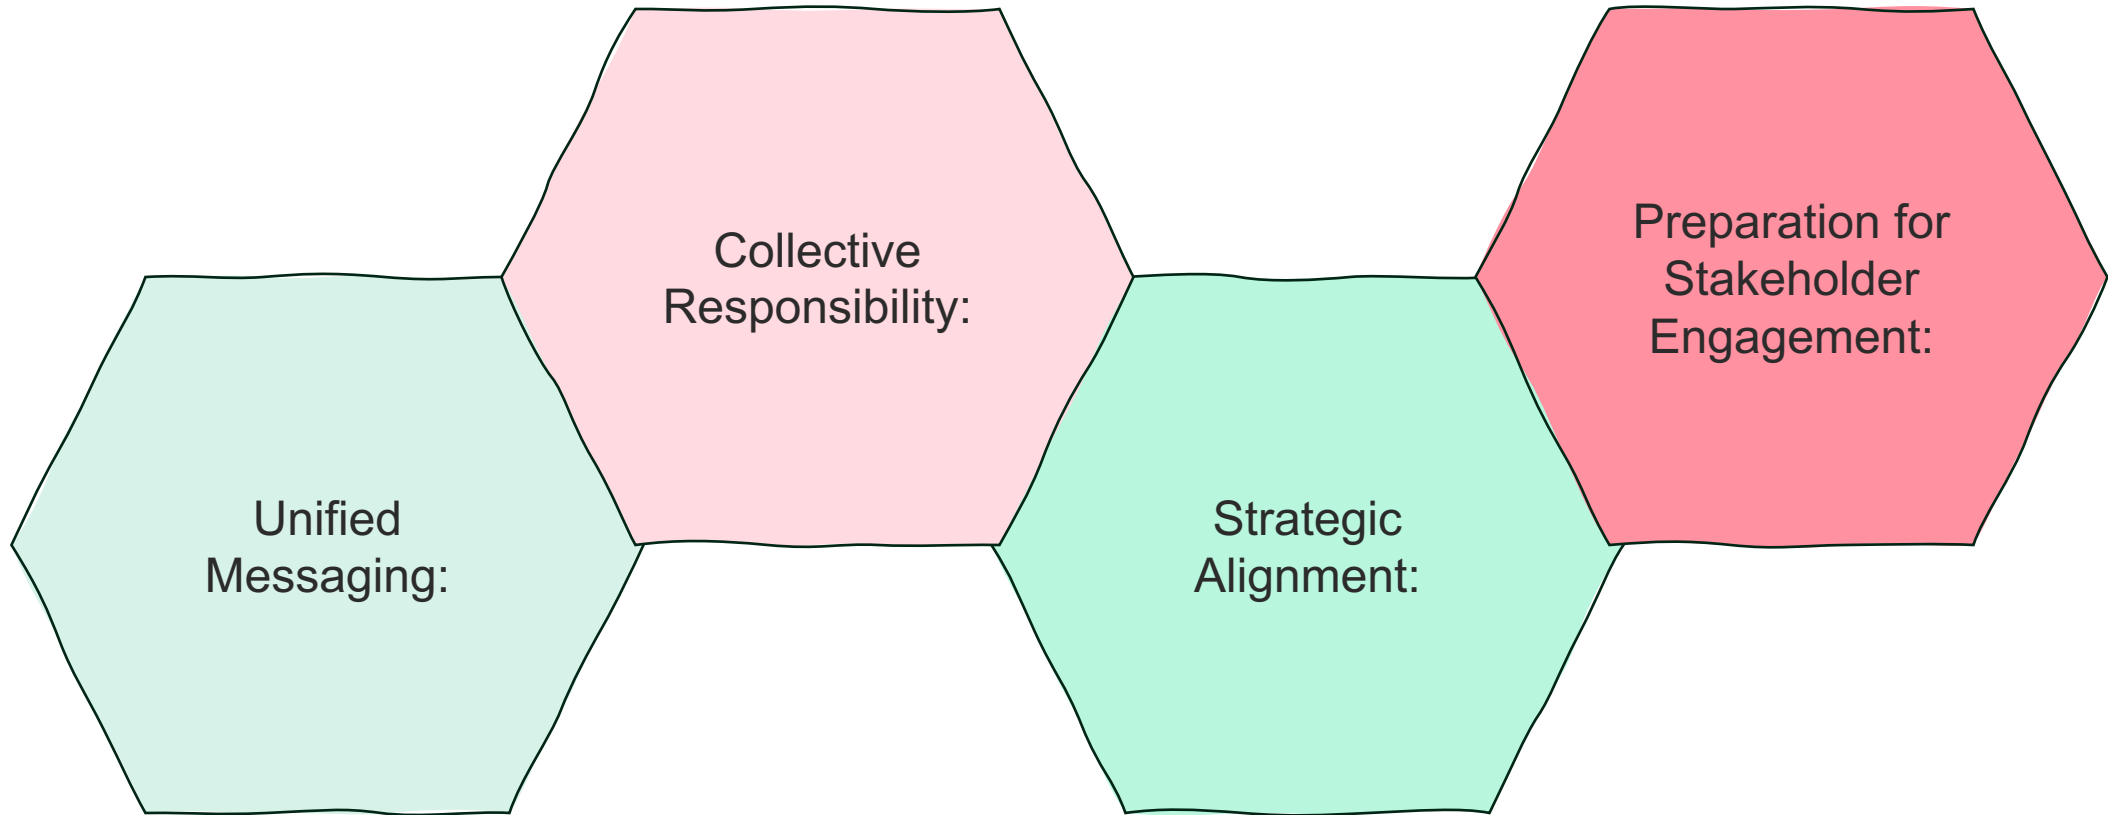 Unified
Messaging:
Collective
Responsibility:
Strategic
Alignment:
Preparation for
Stakeholder
Engagement: